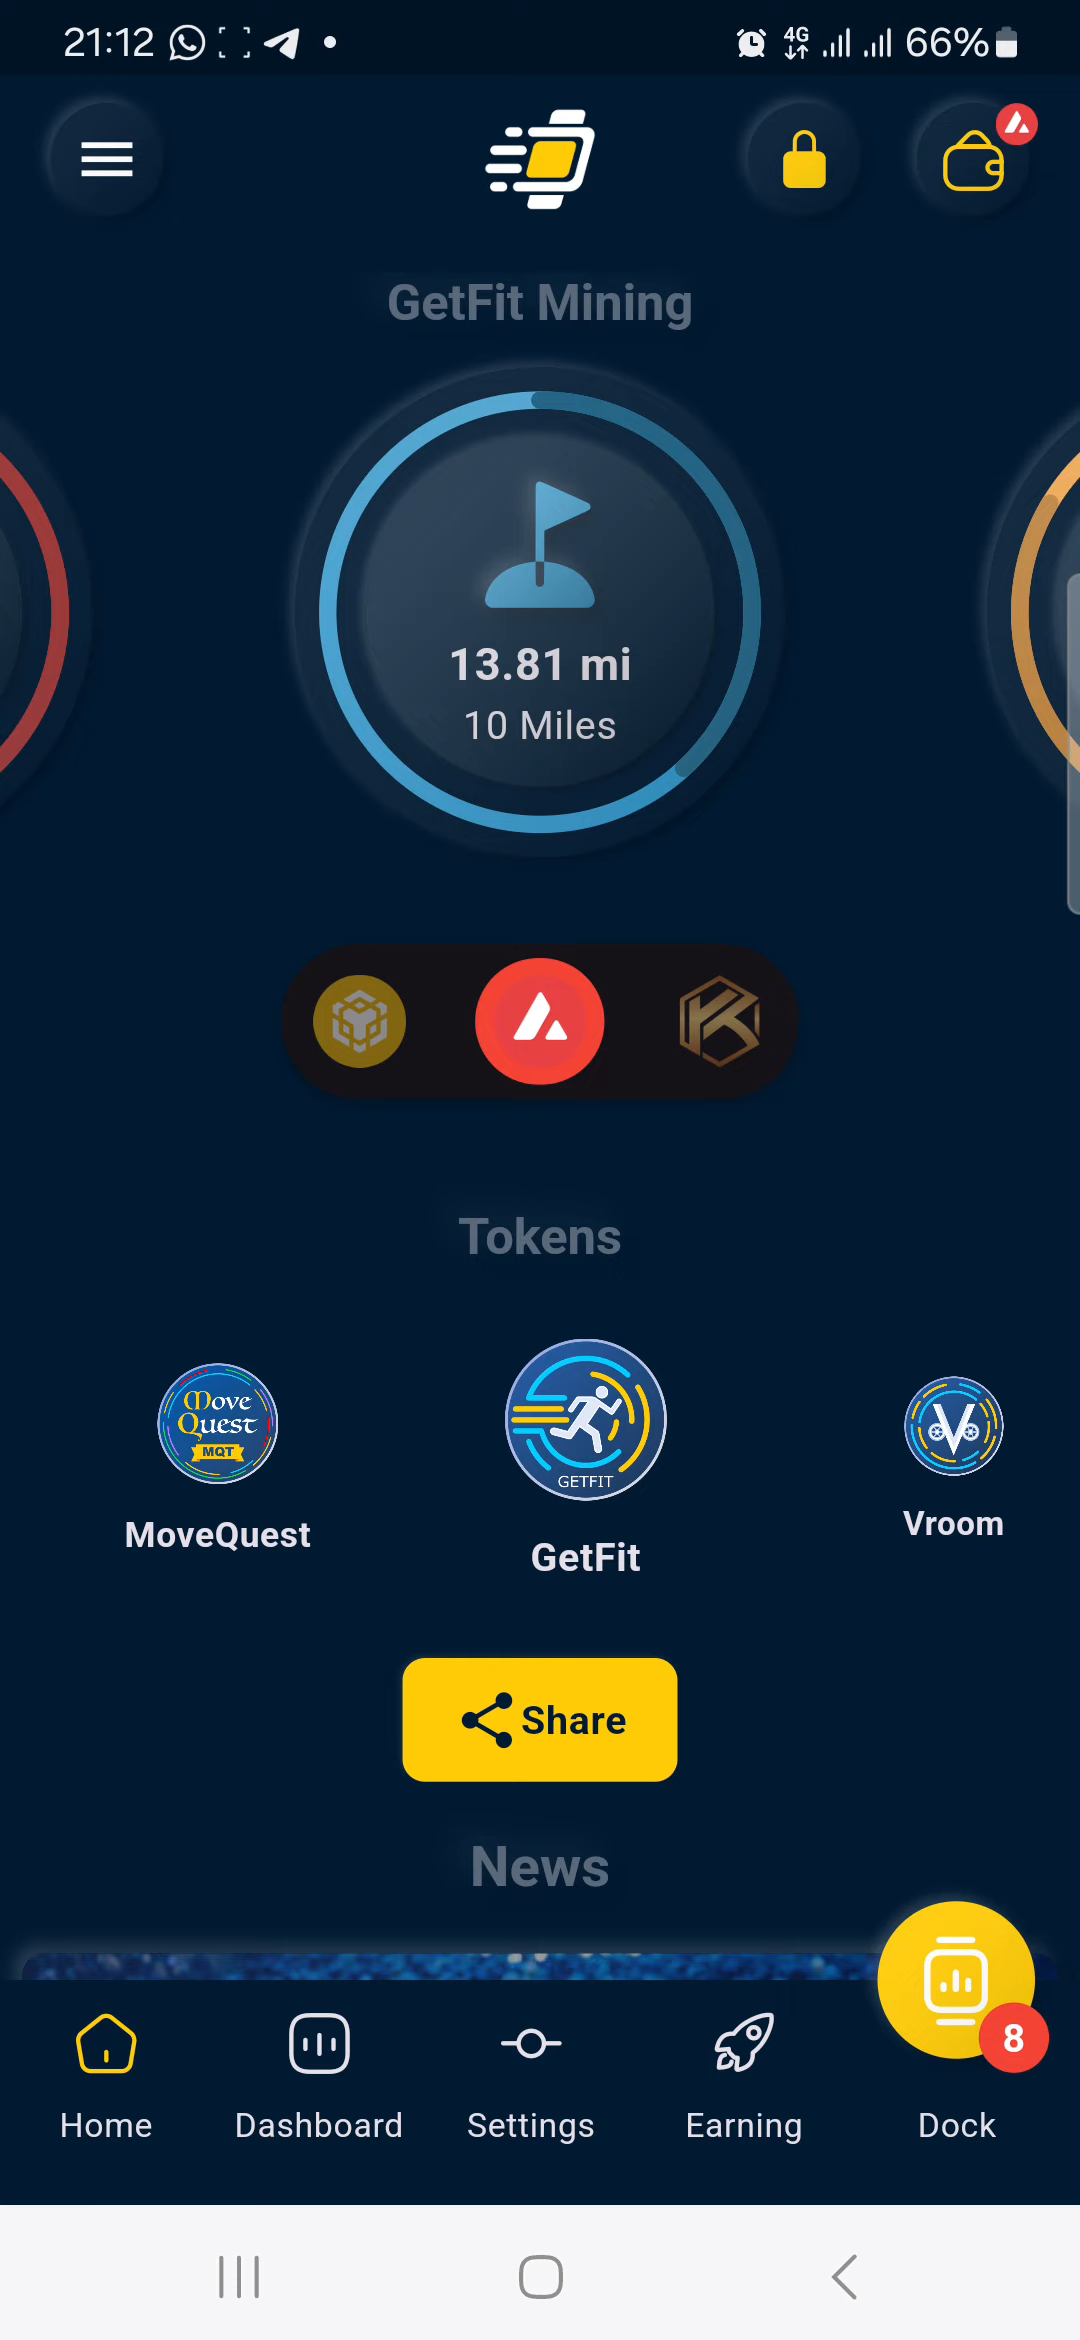 21:12
4G
66%
GetFit Mining
13.81 mi
10 Miles
Tokens
Move
Quest
MQT
GETFIT
V
MoveQuest
GetFit
Vroom
Share
News
8
Home
Dashboard
Settings
Earning
Dock